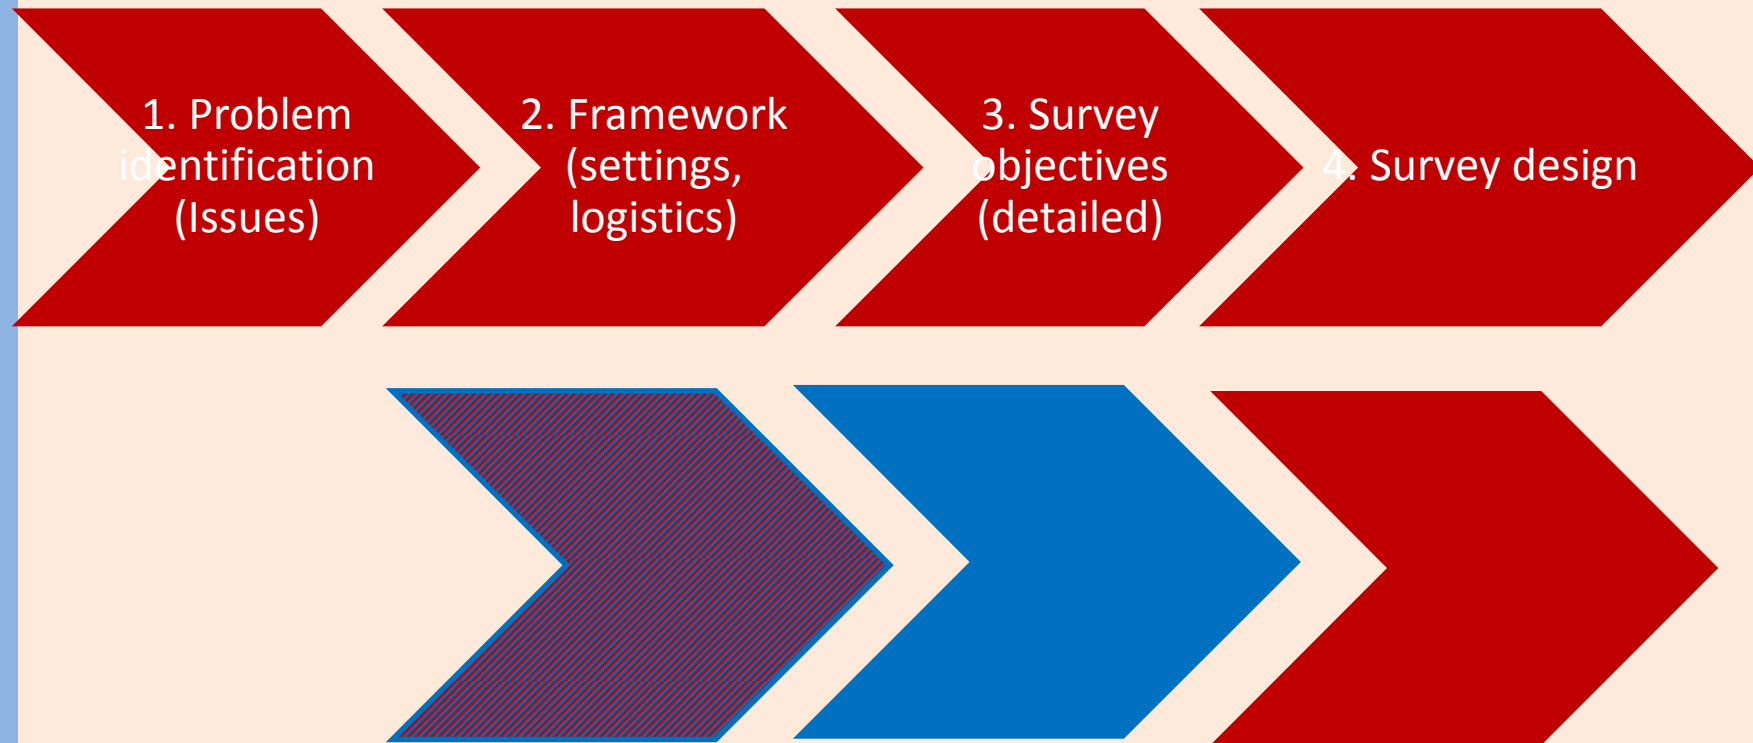 1. Problem
identification
(Issues)
2. Framework
(settings,
logistics)
3. Survey
objectives
(detailed)
4. Survey design